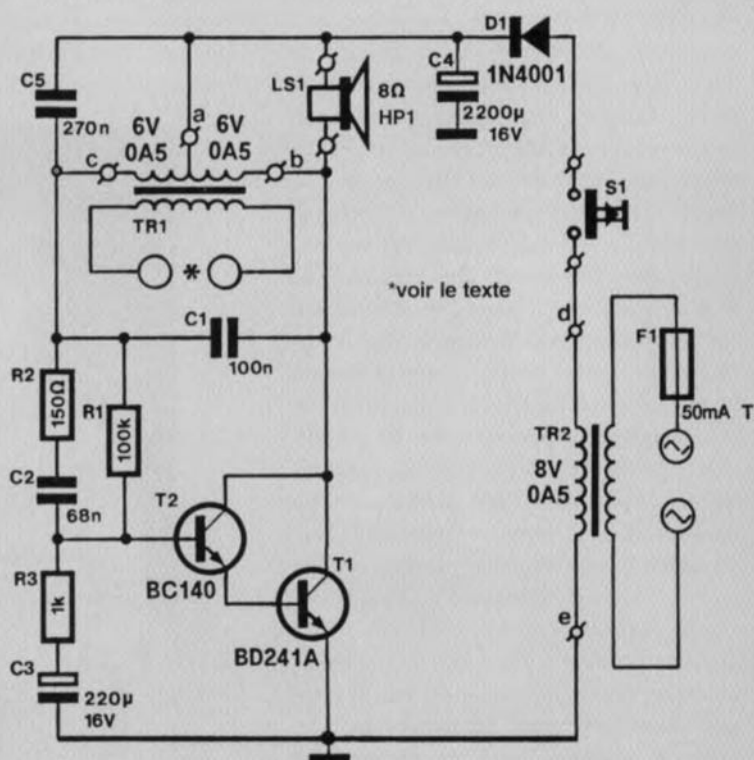 D1
1N4001
C4
2200µ
16V
LS1
8Ω
HP1
C5
270n
6V
0A5
a
6V
0A5
c
b
TR1
*
S1
*voir le texte
d
F1
50mA T
C1
100n
R2
150Ω
R1
100k
TR2
8V
0A5
C2
68n
T2
BC140
T1
BD241A
R3
1k
e
C3
220µ
16V